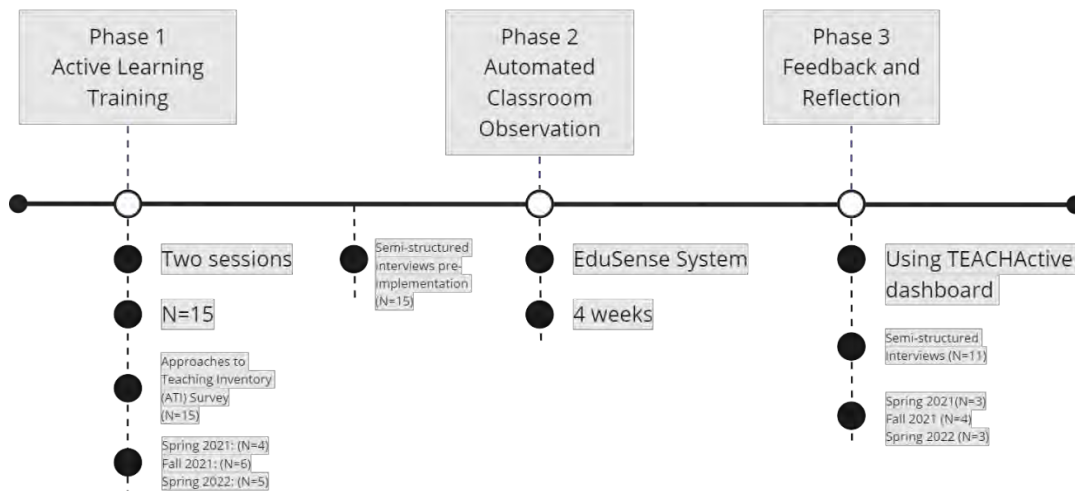 Phase 1
Active Learning
Training
Phase 2
Automated
Classroom
Observation
Phase 3
Feedback and
Reflection
Two sessions
N=15
Approaches to
Teaching Inventory
(ATI) Survey
(N=15)
Spring 2021: (N=4)
Fall 2021: (N=6)
Spring 2022: (N=5)
Semi-structured
interviews pre-
implementation
(N=15)
EduSense System
4 weeks
Using TEACHActive
dashboard
Semi-structured
Interviews (N=11)
Spring 2021(N=3)
Fall 2021 (N=4)
Spring 2022 (N=3)